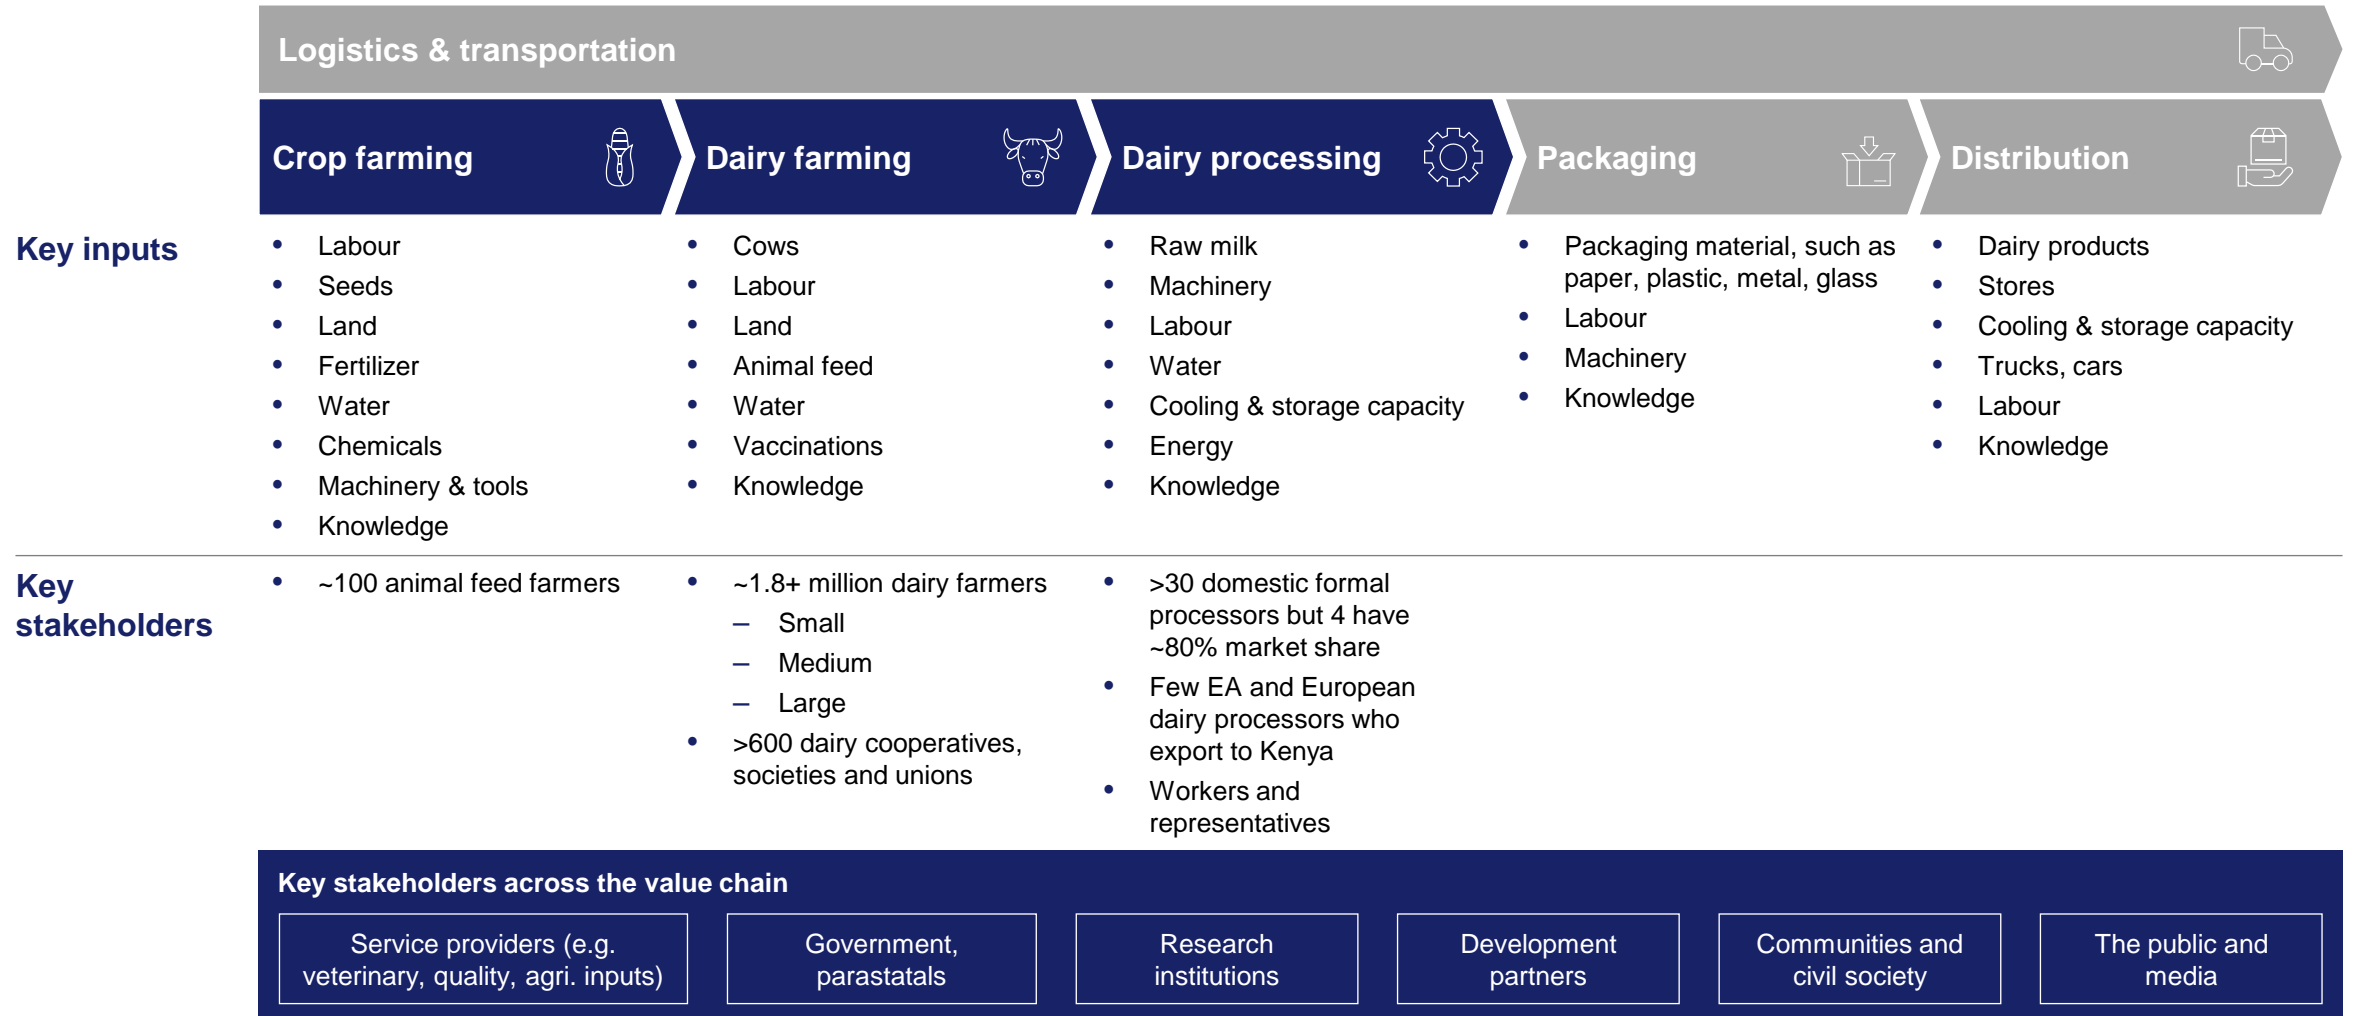 Logistics & transportation
Crop farming
Dairy farming
Dairy processing
Packaging
Distribution
Key inputs
• Labour
• Seeds
• Land
• Fertilizer
• Water
• Chemicals
• Machinery & tools
• Knowledge
• Cows
• Labour
• Land
• Animal feed
• Water
• Vaccinations
• Knowledge
• Raw milk
• Machinery
• Labour
• Water
• Cooling & storage capacity
• Energy
• Knowledge
• Packaging material, such as
paper, plastic, metal, glass
• Labour
• Machinery
• Knowledge
• Dairy products
• Stores
• Cooling & storage capacity
• Trucks, cars
• Labour
• Knowledge
Key
stakeholders
• ~100 animal feed farmers
• ~1.8+ million dairy farmers
– Small
– Medium
– Large
• >600 dairy cooperatives,
societies and unions
• >30 domestic formal
processors but 4 have
~80% market share
• Few EA and European
dairy processors who
export to Kenya
• Workers and
representatives
Key stakeholders across the value chain
Service providers (e.g.
veterinary, quality, agri. inputs)
Government,
parastatals
Research
institutions
Development
partners
Communities and
civil society
The public and
media